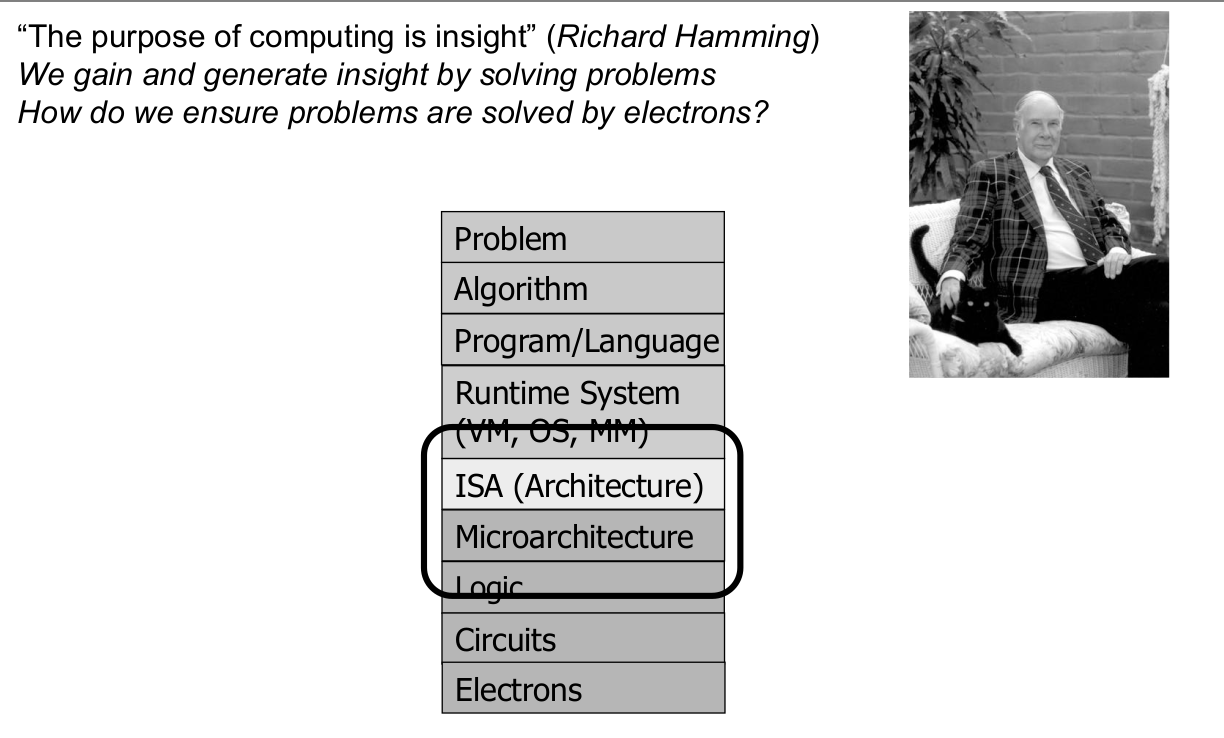 “The purpose of computing is insight” (Richard Hamming)
We gain and generate insight by solving problems
How do we ensure problems are solved by electrons?
Problem
Algorithm
Program/Language
Runtime System
(VM, OS, MM)
ISA (Architecture)
Microarchitecture
Logic
Circuits
Electrons